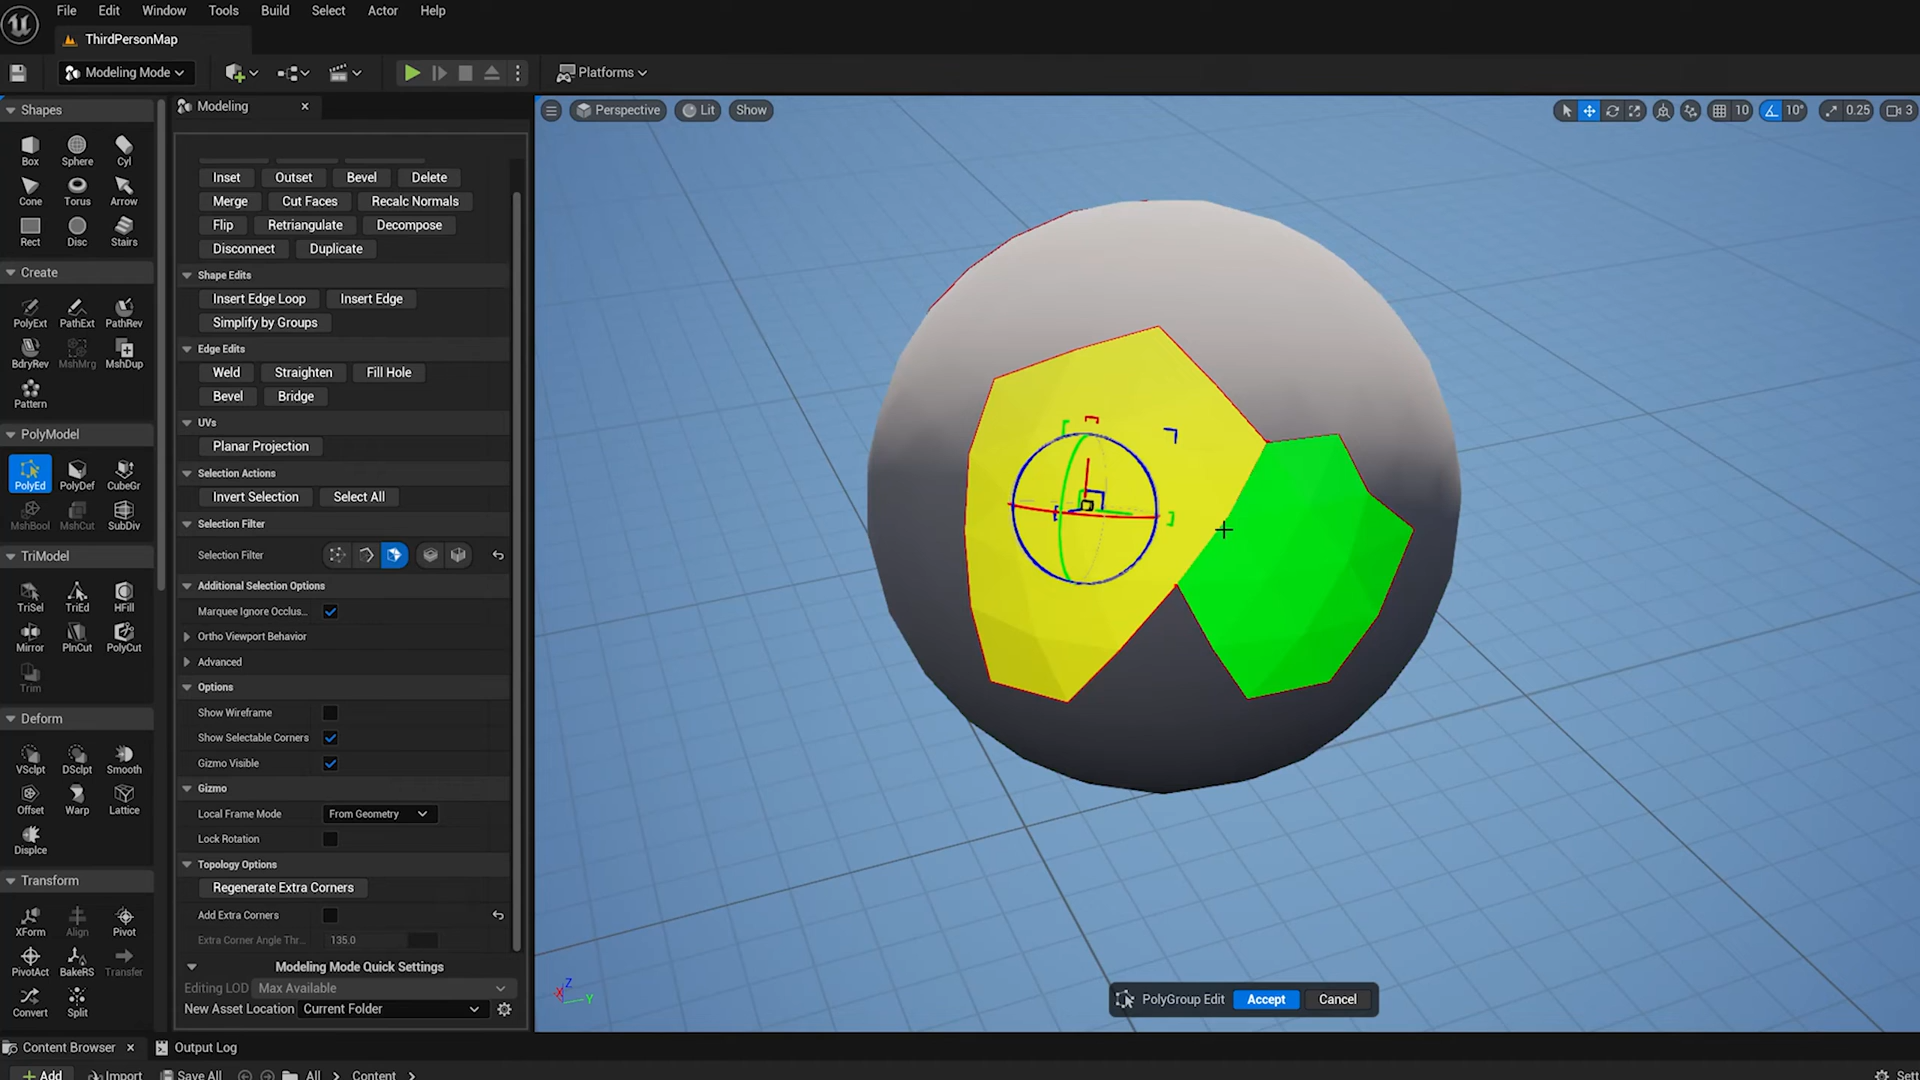 File Edit Window Tools Build Select Actor Help
ThirdPersonMap
Modeling Mode Platforms
Shapes
Box Sphere Cyl
Cone Torus Arrow
Rect Disc Stairs
Create
PolyExt PathExt PathRev
BdryRev MshMrg MshDup
Pattern
PolyModel
PolyEd PolyDef CubeGr
MshBool MshCut SubDiv
TriModel
TriSel TriEd HFill
Mirror PlnCut PolyCut
Trim
Deform
VSclpt DSclpt Smooth
Offset Warp Lattice
Displce
Transform
XForm Align Pivot
PivotAct BakeRS Transfer
Convert Split
Modeling
Inset Outset Bevel Delete
Merge Cut Faces Recalc Normals
Flip Retriangulate Decompose
Disconnect Duplicate
Shape Edits
Insert Edge Loop Insert Edge
Simplify by Groups
Edge Edits
Weld Straighten Fill Hole
Bevel Bridge
UVs
Planar Projection
Selection Actions
Invert Selection Select All
Selection Filter
Selection Filter
Additional Selection Options
Marquee Ignore Occlus...
Ortho Viewport Behavior
Advanced
Options
Show Wireframe
Show Selectable Corners
Gizmo Visible
Gizmo
Local Frame Mode From Geometry
Lock Rotation
Topology Options
Regenerate Extra Corners
Add Extra Corners
Extra Corner Angle Thr... 135.0
Modeling Mode Quick Settings
Editing LOD Max Available
New Asset Location Current Folder
Perspective Lit Show
10 10° 0.25 3
Z
X Y
PolyGroup Edit Accept Cancel
Content Browser Output Log
Add Import Save All All Content Sett